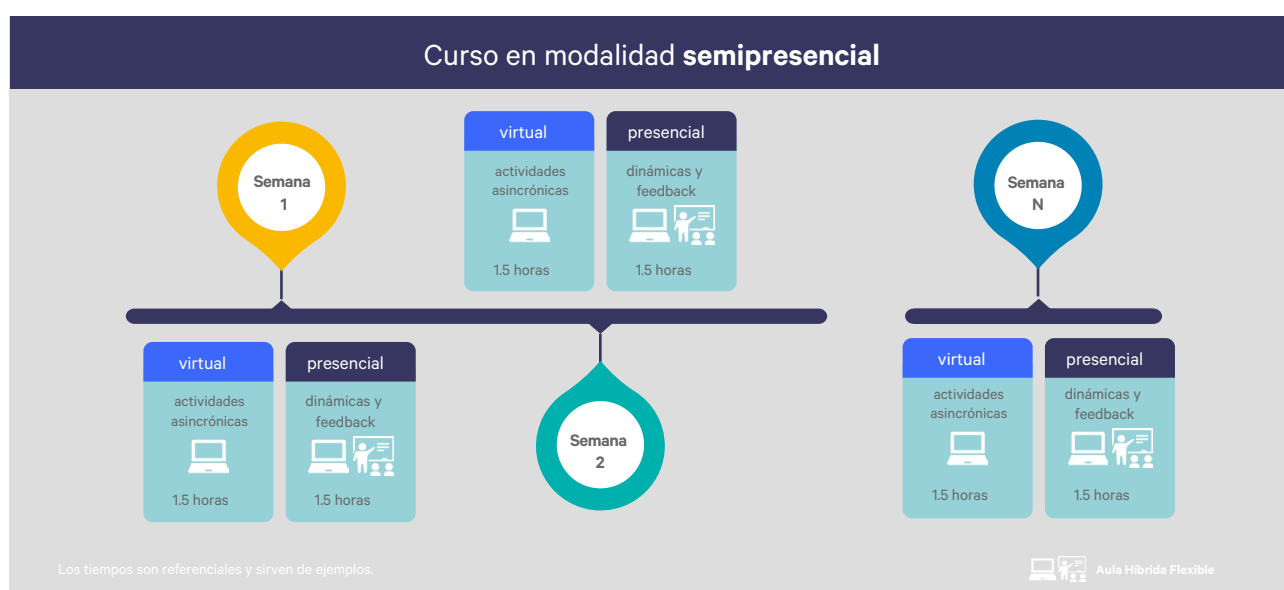 Curso en modalidad semipresencial
Semana
1
virtual
actividades
asincrónicas
1.5 horas
presencial
dinámicas y
feedback
1.5 horas
virtual
actividades
asincrónicas
1.5 horas
presencial
dinámicas y
feedback
1.5 horas
Semana
2
Semana
N
virtual
actividades
asincrónicas
1.5 horas
presencial
dinámicas y
feedback
1.5 horas
Los tiempos son referenciales y sirven de ejemplos.
Aula Híbrida Flexible